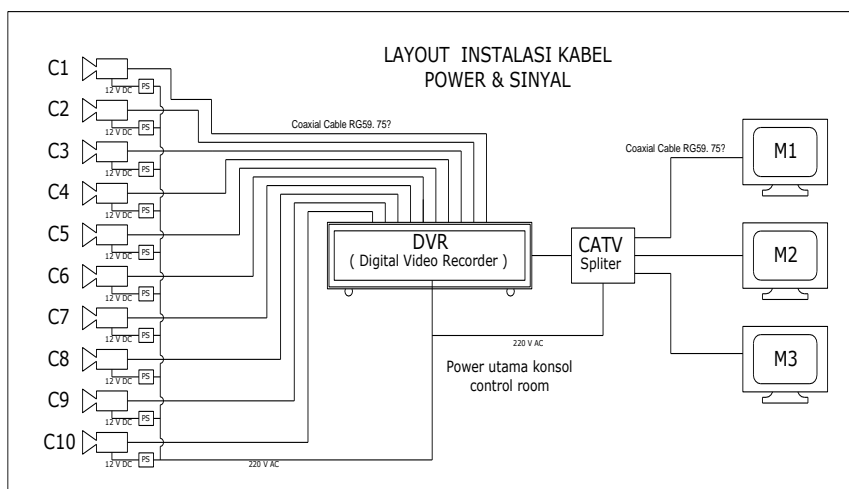 LAYOUT INSTALASI KABEL
POWER & SINYAL
C1
PS
12 V DC
C2
PS
12 V DC
C3
PS
12 V DC
C4
PS
12 V DC
C5
PS
12 V DC
C6
PS
12 V DC
C7
PS
12 V DC
C8
PS
12 V DC
C9
PS
12 V DC
C10
PS
12 V DC
220 V AC
Coaxial Cable RG59. 75?
DVR
( Digital Video Recorder )
220 V AC
Power utama konsol
control room
CATV
Spliter
Coaxial Cable RG59. 75?
M1
M2
M3